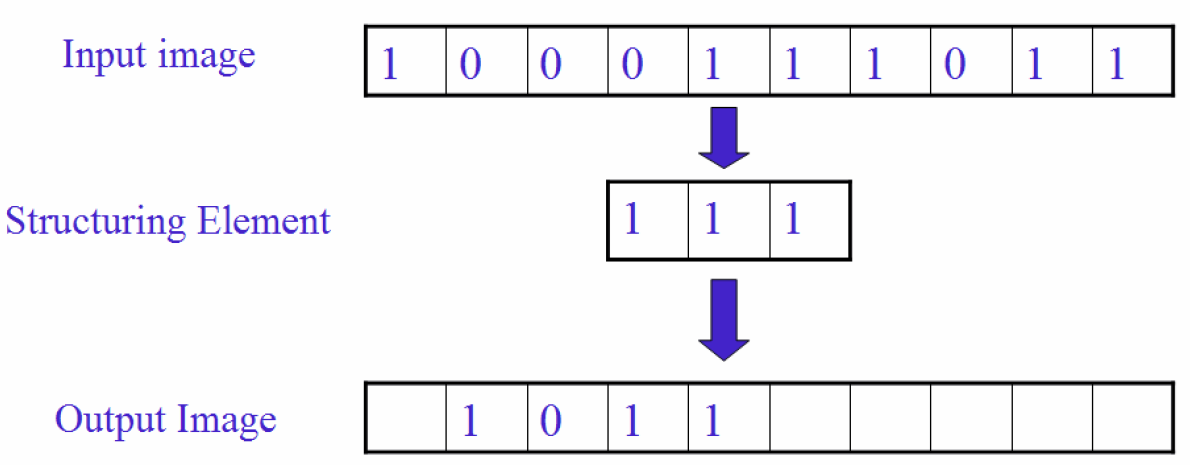 Input image 1 0 0 0 1 1 1 0 1 1
Structuring Element 1 1 1
Output Image 1 0 1 1